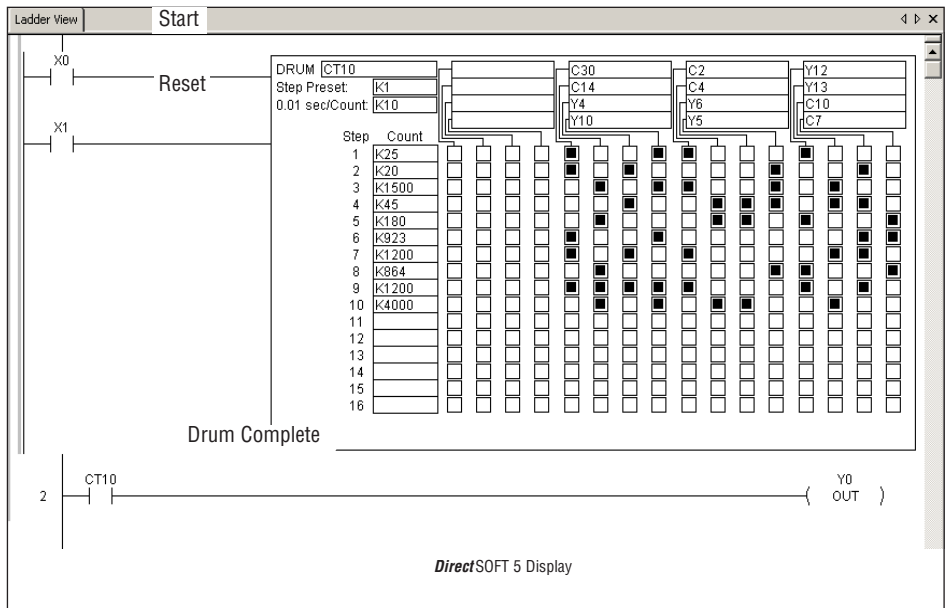 Ladder View
Start
X0
Reset
DRUM CT10
Step Preset: K1
0.01 sec/Count: K10
C30
C14
Y4
Y10
C2
C4
Y6
Y5
Y12
Y13
C10
C7
X1
Step Count
1 K25
2 K20
3 K1500
4 K45
5 K180
6 K923
7 K1200
8 K864
9 K1200
10 K4000
11
12
13
14
15
16
Drum Complete
2
CT10
Y0
OUT
DirectSOFT 5 Display